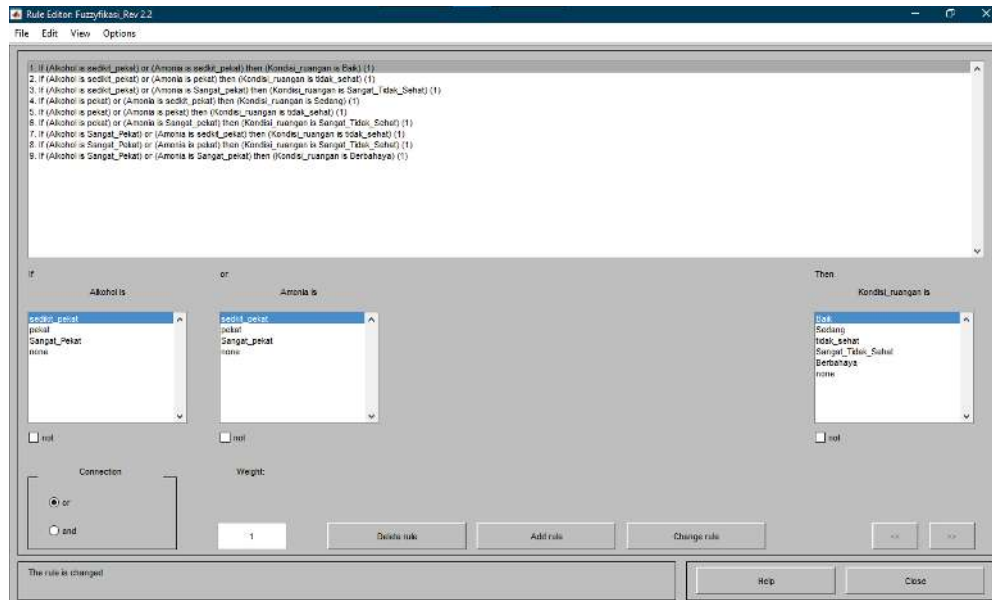 Rule Editor: Fuzzyfikasi_Rev 2.2
File Edit View Options
1. If (Alkohol is sedikit_pekat) or (Amonia is sedkit_pekat) then (Kondisi_ruangan is Baik) (1)
2. If (Alkohol is sedikit_pekat) or (Amonia is pekat) then (Kondisi_ruangan is tidak_sehat) (1)
3. If (Alkohol is sedikit_pekat) or (Amonia is Sangat_pekat) then (Kondisi_ruangan is Sangat_Tidak_Sehat) (1)
4. If (Alkohol is pekat) or (Amonia is sedkit_pekat) then (Kondisi_ruangan is Sedang) (1)
5. If (Alkohol is pekat) or (Amonia is pekat) then (Kondisi_ruangan is tidak_sehat) (1)
6. If (Alkohol is pekat) or (Amonia is Sangat_pekat) then (Kondisi_ruangan is Sangat_Tidak_Sehat) (1)
7. If (Alkohol is Sangat_Pekat) or (Amonia is sedkit_pekat) then (Kondisi_ruangan is tidak_sehat) (1)
8. If (Alkohol is Sangat_Pekat) or (Amonia is pekat) then (Kondisi_ruangan is Sangat_Tidak_Sehat) (1)
9. If (Alkohol is Sangat_Pekat) or (Amonia is Sangat_pekat) then (Kondisi_ruangan is Berbahaya) (1)
If or Then
Alkohol is Amonia is Kondisi_ruangan is
sedikit_pekat
pekat
Sangat_Pekat
none
sedkit_pekat
pekat
Sangat_pekat
none
Baik
Sedang
tidak_sehat
Sangat_Tidak_Sehat
Berbahaya
none
not not not
Connection
or
and
Weight:
1
Delete rule Add rule Change rule << >>
The rule is changed
Help Close